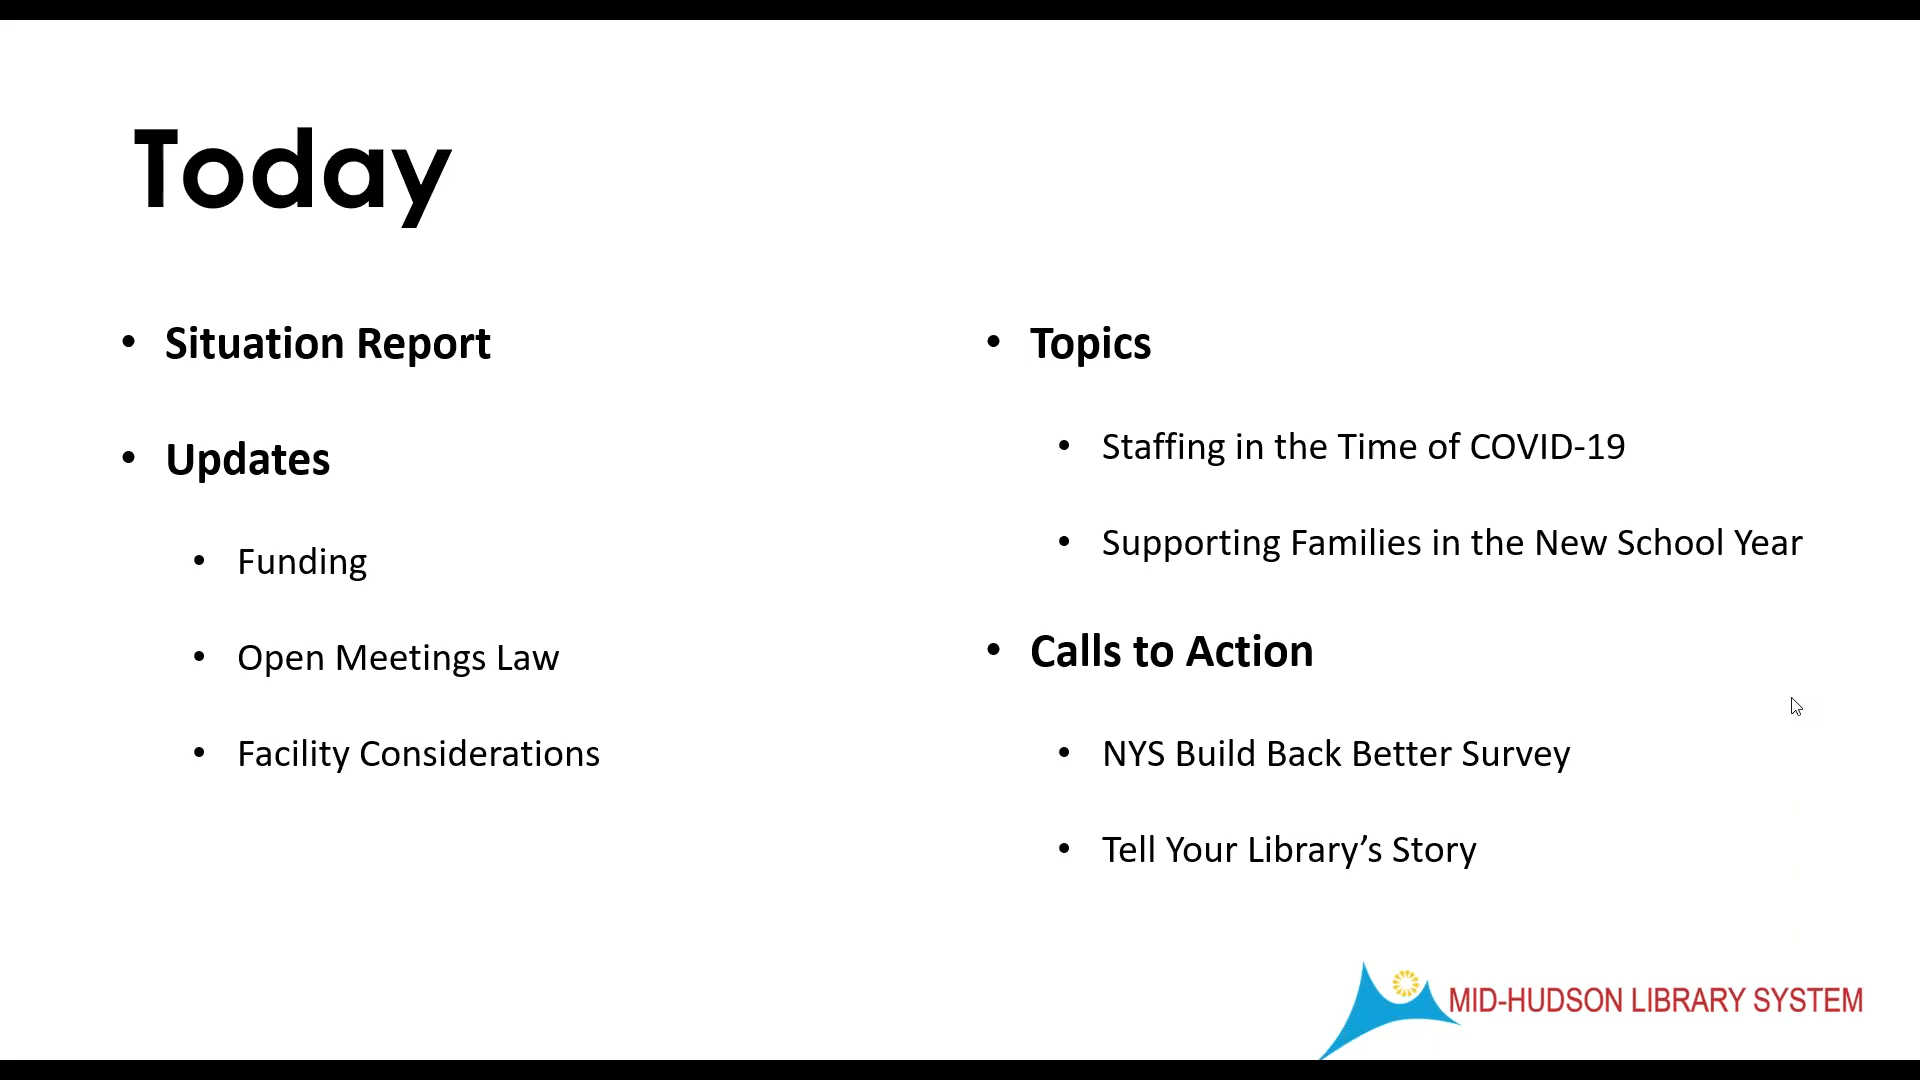 Today
• Situation Report
• Updates
• Funding
• Open Meetings Law
• Facility Considerations
• Topics
• Staffing in the Time of COVID-19
• Supporting Families in the New School Year
• Calls to Action
• NYS Build Back Better Survey
• Tell Your Library’s Story
MID-HUDSON LIBRARY SYSTEM